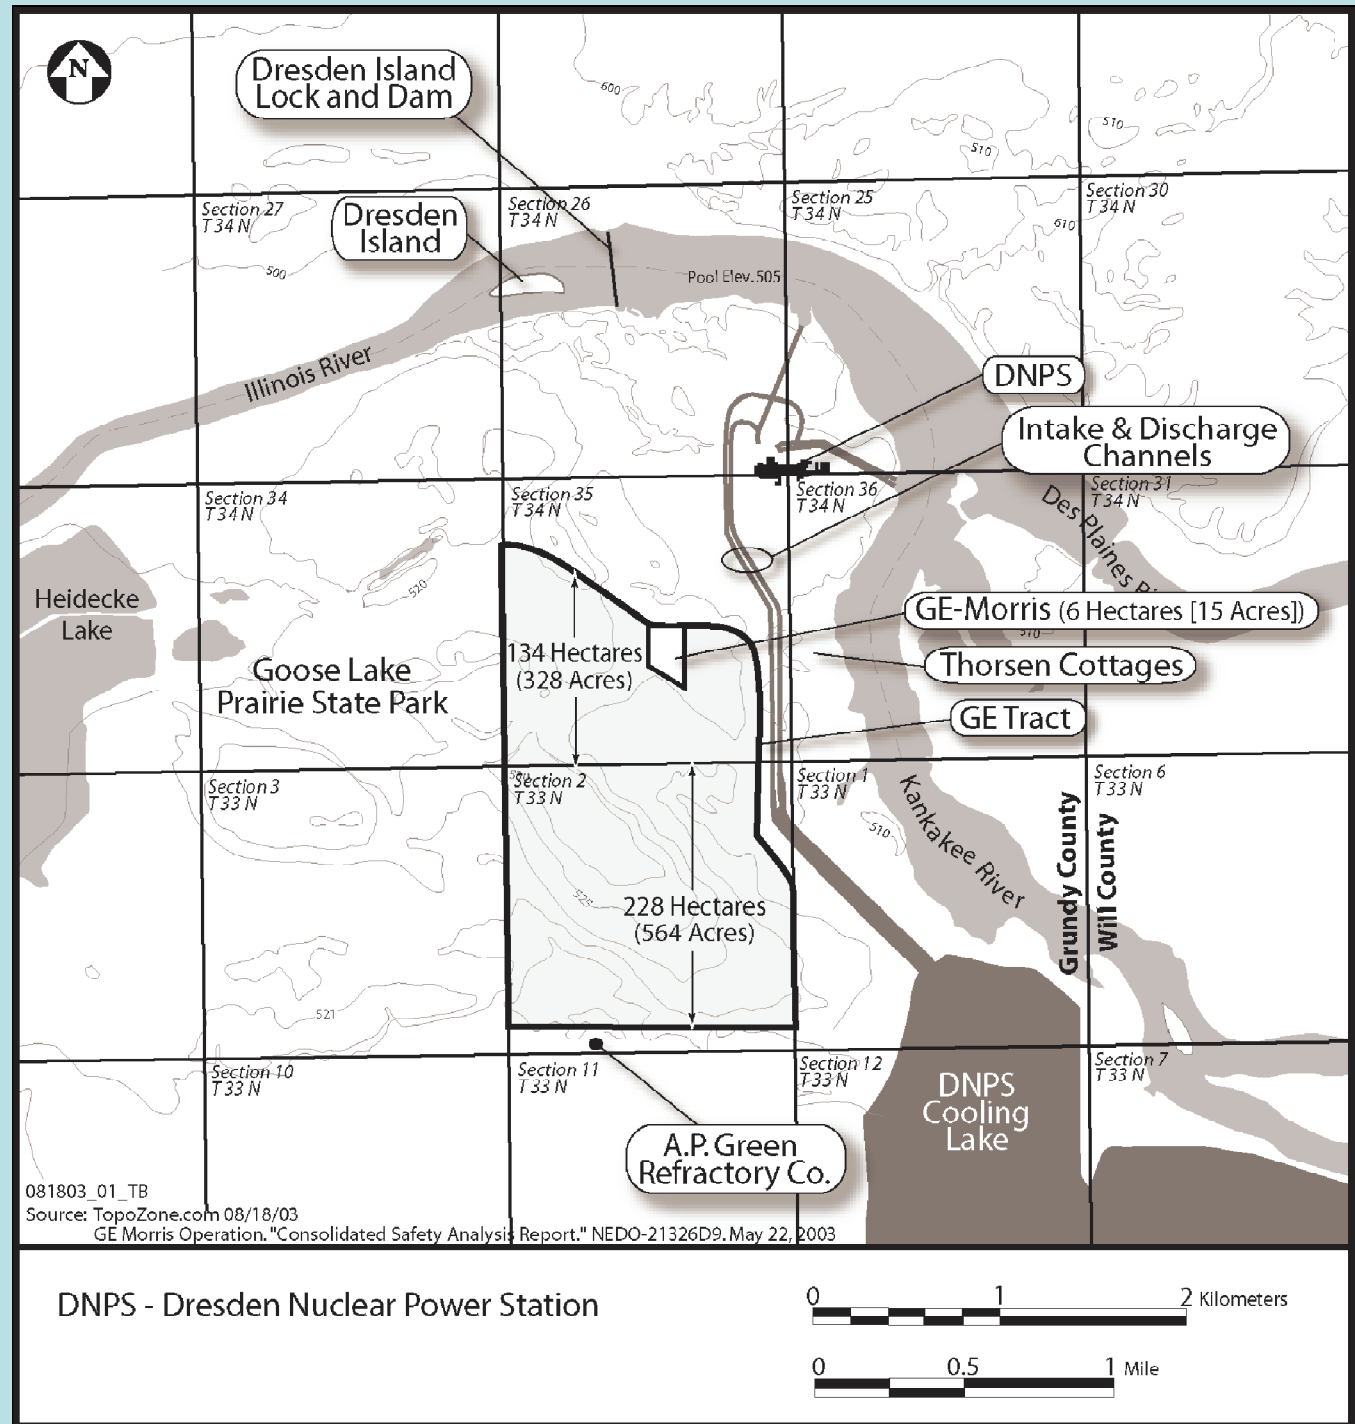 N
Dresden Island
Lock and Dam
600
510
510
Section 27
T34 N
Dresden
Island
Section 26
T34 N
Section 25
T34 N
Section 30
T34 N
610
500
Pool Elev. 505
Illinois River
DNPS
Intake & Discharge
Channels
Section 34
T34 N
Section 35
T34 N
Section 36
T34 N
Section 31
T34 N
Des Plaines
520
Heidecke
Lake
GE-Morris (6 Hectares [15 Acres])
510
134 Hectares
(328 Acres)
Goose Lake
Prairie State Park
Thorsen Cottages
GE Tract
Section 3
T33 N
Section 2
T33 N
Section 1
T33 N
Section 6
T33 N
510
Kankakee River
Grundy County
Will County
525
228 Hectares
(564 Acres)
521
Section 10
T33 N
Section 11
T33 N
Section 12
T33 N
Section 7
T33 N
DNPS
Cooling
Lake
A.P. Green
Refractory Co.
081803_01_TB
Source: TopoZone.com 08/18/03
GE Morris Operation. "Consolidated Safety Analysis Report." NEDO-21326D9. May 22, 2003
DNPS - Dresden Nuclear Power Station
0 1 2 Kilometers
0 0.5 1 Mile